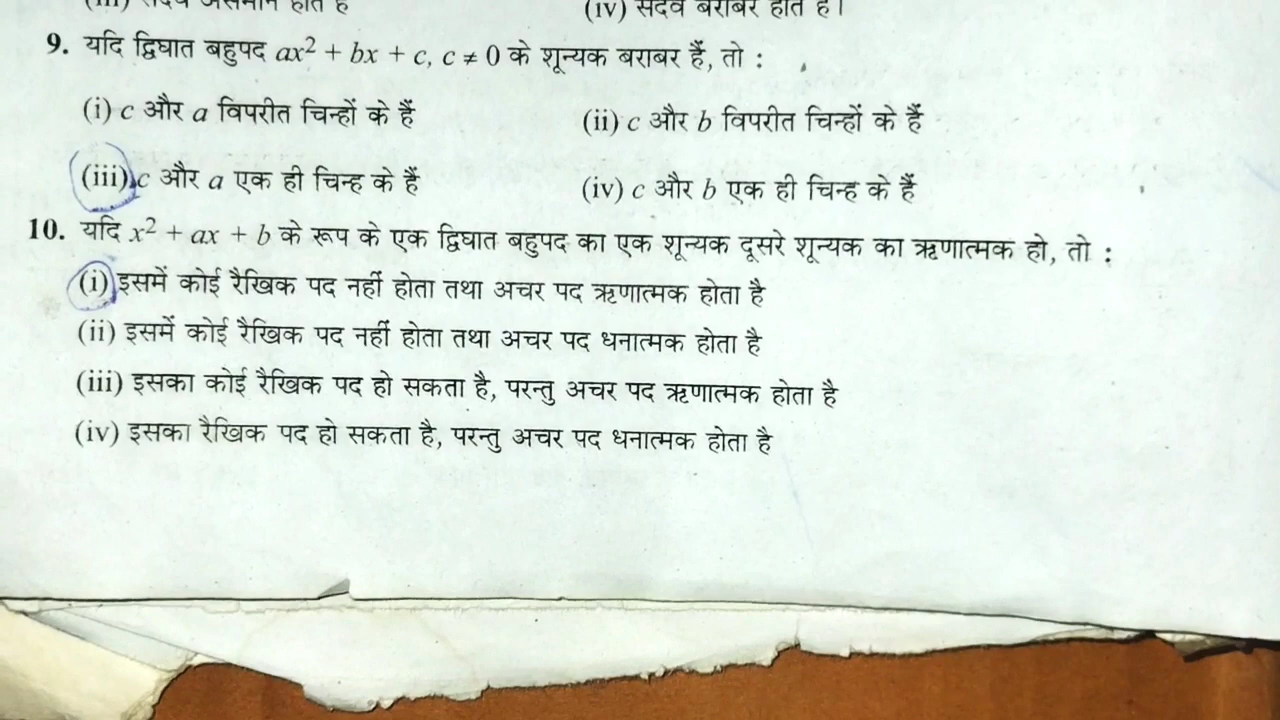 (iii) सदैव असमान होते हैं (iv) सदैव बराबर होते हैं।
9. यदि द्विघात बहुपद ax² + bx + c, c ≠ 0 के शून्यक बराबर हैं, तो :
(i) c और a विपरीत चिन्हों के हैं (ii) c और b विपरीत चिन्हों के हैं
(iii) c और a एक ही चिन्ह के हैं (iv) c और b एक ही चिन्ह के हैं
10. यदि x² + ax + b के रूप के एक द्विघात बहुपद का एक शून्यक दूसरे शून्यक का ऋणात्मक हो, तो :
(i) इसमें कोई रैखिक पद नहीं होता तथा अचर पद ऋणात्मक होता है
(ii) इसमें कोई रैखिक पद नहीं होता तथा अचर पद धनात्मक होता है
(iii) इसका कोई रैखिक पद हो सकता है, परन्तु अचर पद ऋणात्मक होता है
(iv) इसका रैखिक पद हो सकता है, परन्तु अचर पद धनात्मक होता है